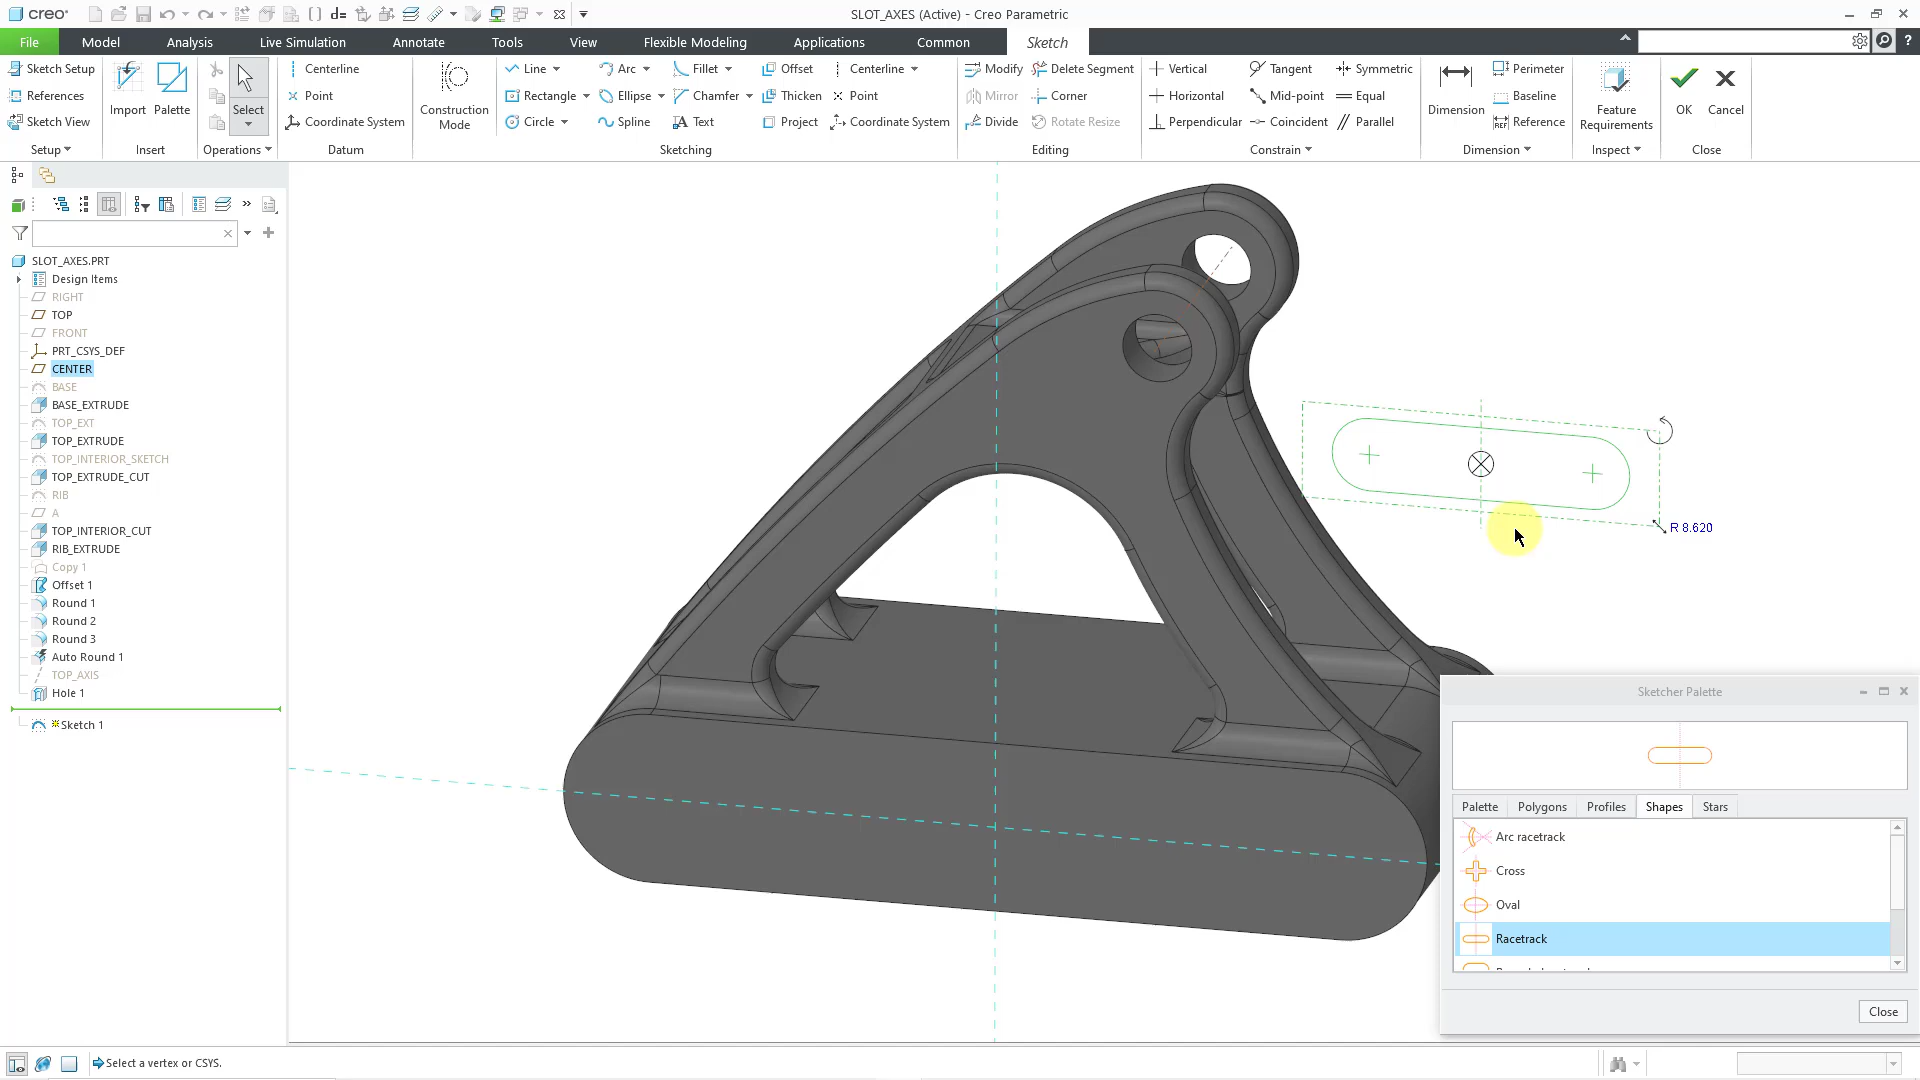 creo
SLOT_AXES (Active) - Creo Parametric
File
Model
Analysis
Live Simulation
Annotate
Tools
View
Flexible Modeling
Applications
Common
Sketch
Sketch Setup
References
Sketch View
Setup
Import
Palette
Insert
Select
Operations
Centerline
Point
Coordinate System
Datum
Construction
Mode
Line
Rectangle
Circle
Arc
Ellipse
Spline
Fillet
Chamfer
Text
Offset
Thicken
Project
Centerline
Point
Coordinate System
Sketching
Modify
Mirror
Divide
Delete Segment
Corner
Rotate Resize
Editing
Vertical
Horizontal
Perpendicular
Tangent
Mid-point
Coincident
Symmetric
Equal
Parallel
Constrain
Dimension
Perimeter
Baseline
Reference
Dimension
Feature
Requirements
Inspect
OK
Cancel
Close
SLOT_AXES.PRT
Design Items
RIGHT
TOP
FRONT
PRT_CSYS_DEF
CENTER
BASE
BASE_EXTRUDE
TOP_EXT
TOP_EXTRUDE
TOP_INTERIOR_SKETCH
TOP_EXTRUDE_CUT
RIB
A
TOP_INTERIOR_CUT
RIB_EXTRUDE
Copy 1
Offset 1
Round 1
Round 2
Round 3
Auto Round 1
TOP_AXIS
Hole 1
Sketch 1
R 8.620
Sketcher Palette
Palette
Polygons
Profiles
Shapes
Stars
Arc racetrack
Cross
Oval
Racetrack
Close
Select a vertex or CSYS.